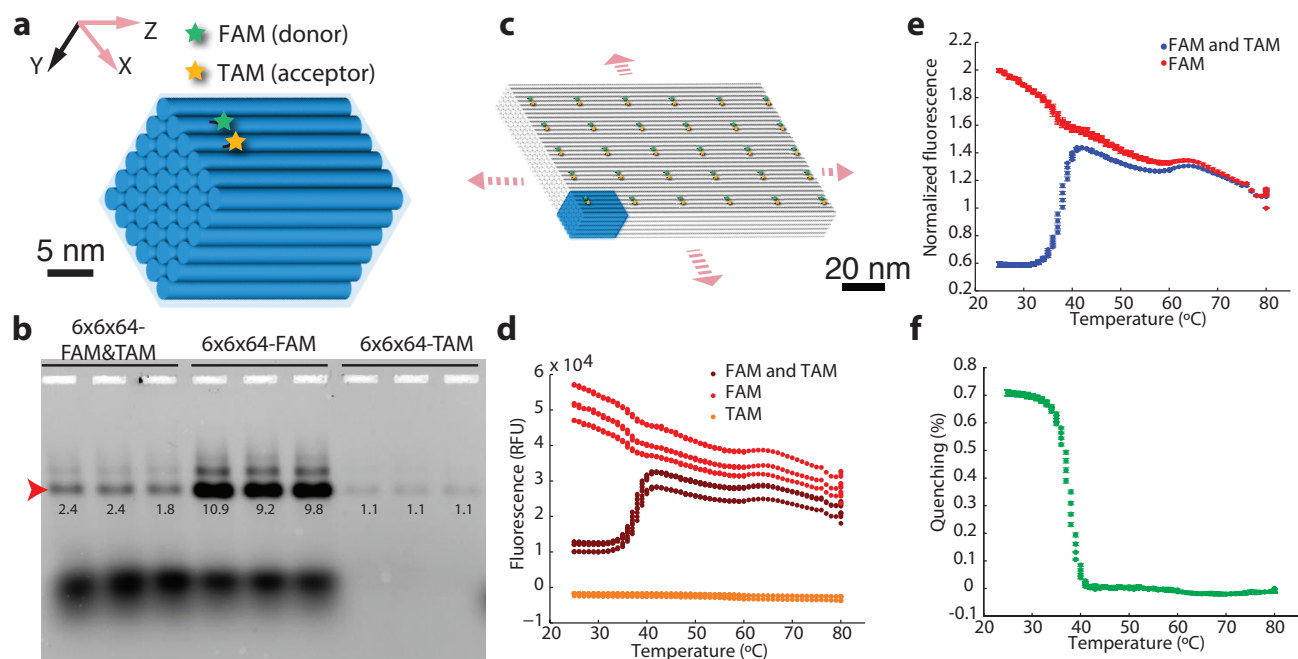 a
Z
Y
X
FAM (donor)
TAM (acceptor)
5 nm
b
6x6x64-
FAM&TAM
6x6x64-FAM
6x6x64-TAM
2.4 2.4 1.8 10.9 9.2 9.8 1.1 1.1 1.1
c
20 nm
d
6 x 10⁴
5
4
3
2
1
0
−1
20 30 40 50 60 70 80
Fluorescence (RFU)
Temperature (ºC)
FAM and TAM
FAM
TAM
e
2.2
2
1.8
1.6
1.4
1.2
1
0.8
0.6
0.2
20 30 40 50 60 70 80
Normalized fluorescence
Temperature (ºC)
FAM and TAM
FAM
f
0.8
0.7
0.6
0.5
0.4
0.3
0.2
0.1
0
-0.1
20 30 40 50 60 70 80
Quenching (%)
Temperature (ºC)